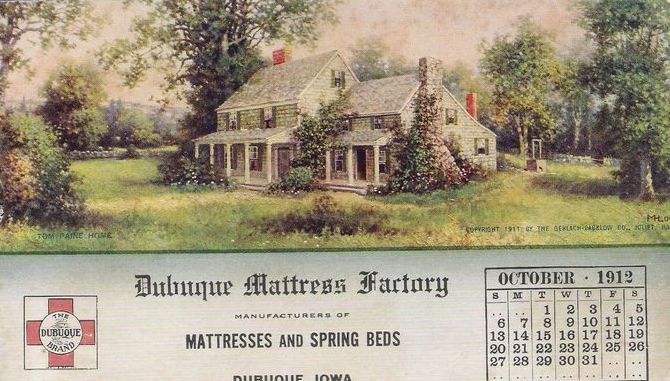 TOM PAINE HOME
COPYRIGHT 1911 BY THE GERLACH-BARKLOW CO., JOLIET, ILL
Dubuque Mattress Factory
MANUFACTURERS OF
MATTRESSES AND SPRING BEDS
DUBUQUE, IOWA
THE
DUBUQUE
BRAND
OCTEMBER · 1912
S M T W T F S
.. .. 1 2 3 4 5
6 7 8 9 10 11 12
13 14 15 16 17 18 19
20 21 22 23 24 25 26
27 28 29 30 31 .. ..